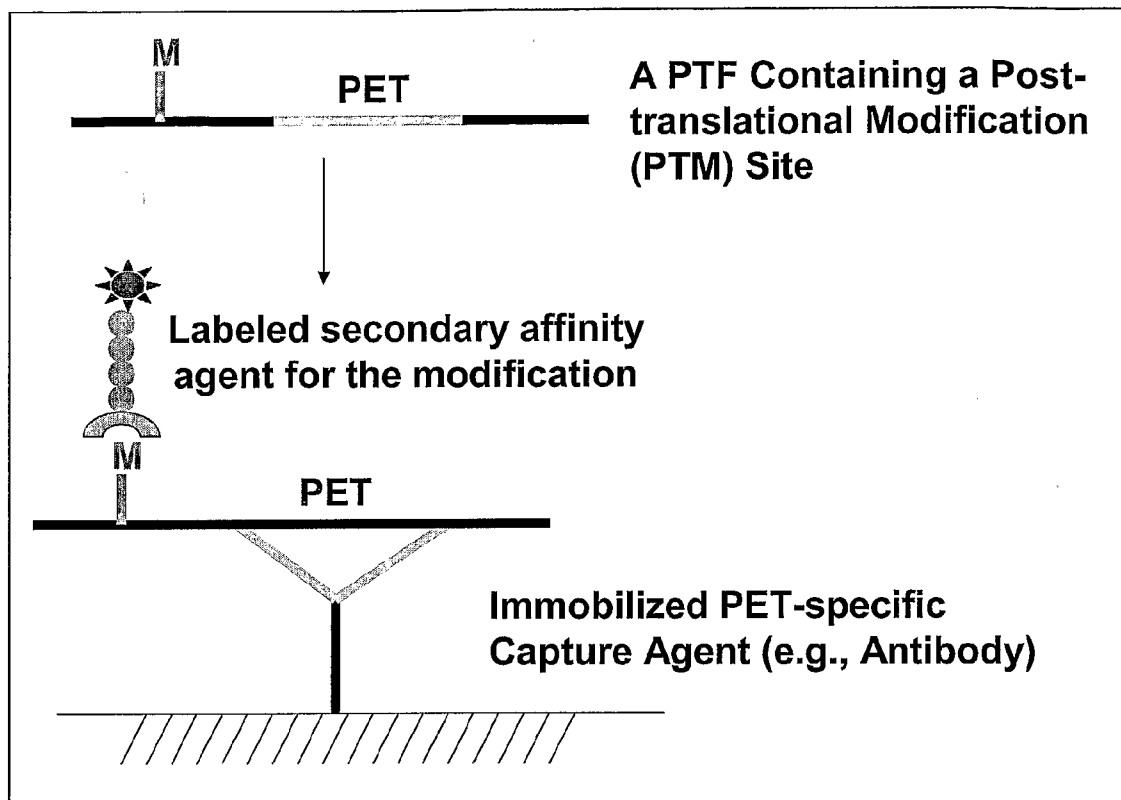 M
PET
A PTF Containing a Post-
translational Modification
(PTM) Site
Labeled secondary affinity
agent for the modification
M
PET
Immobilized PET-specific
Capture Agent (e.g., Antibody)